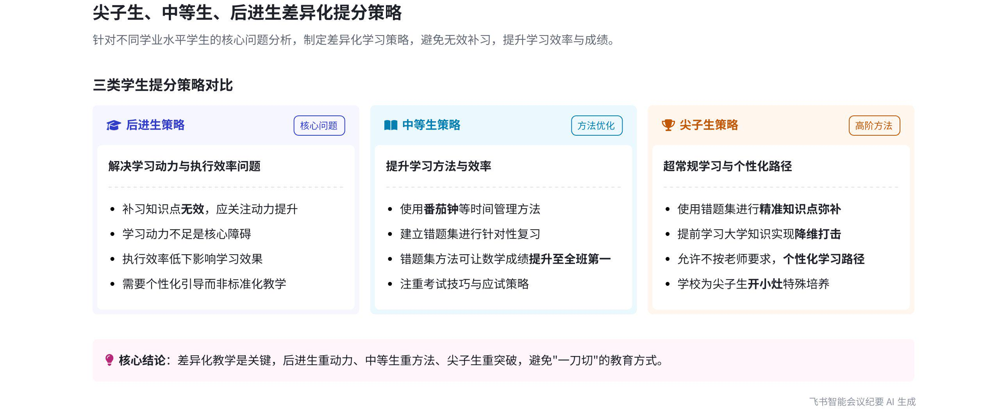 尖子生、中等生、后进生差异化提分策略
针对不同学业水平学生的核心问题分析，制定差异化学习策略，避免无效补习，提升学习效率与成绩。
三类学生提分策略对比
后进生策略
核心问题
解决学习动力与执行效率问题
补习知识点无效，应关注动力提升
学习动力不足是核心障碍
执行效率低下影响学习效果
需要个性化引导而非标准化教学
中等生策略
方法优化
提升学习方法与效率
使用番茄钟等时间管理方法
建立错题集进行针对性复习
错题集方法可让数学成绩提升至全班第一
注重考试技巧与应试策略
尖子生策略
高阶方法
超常规学习与个性化路径
使用错题集进行精准知识点弥补
提前学习大学知识实现降维打击
允许不按老师要求，个性化学习路径
学校为尖子生开小灶特殊培养
核心结论：差异化教学是关键，后进生重动力、中等生重方法、尖子生重突破，避免"一刀切"的教育方式。
飞书智能会议纪要 AI 生成